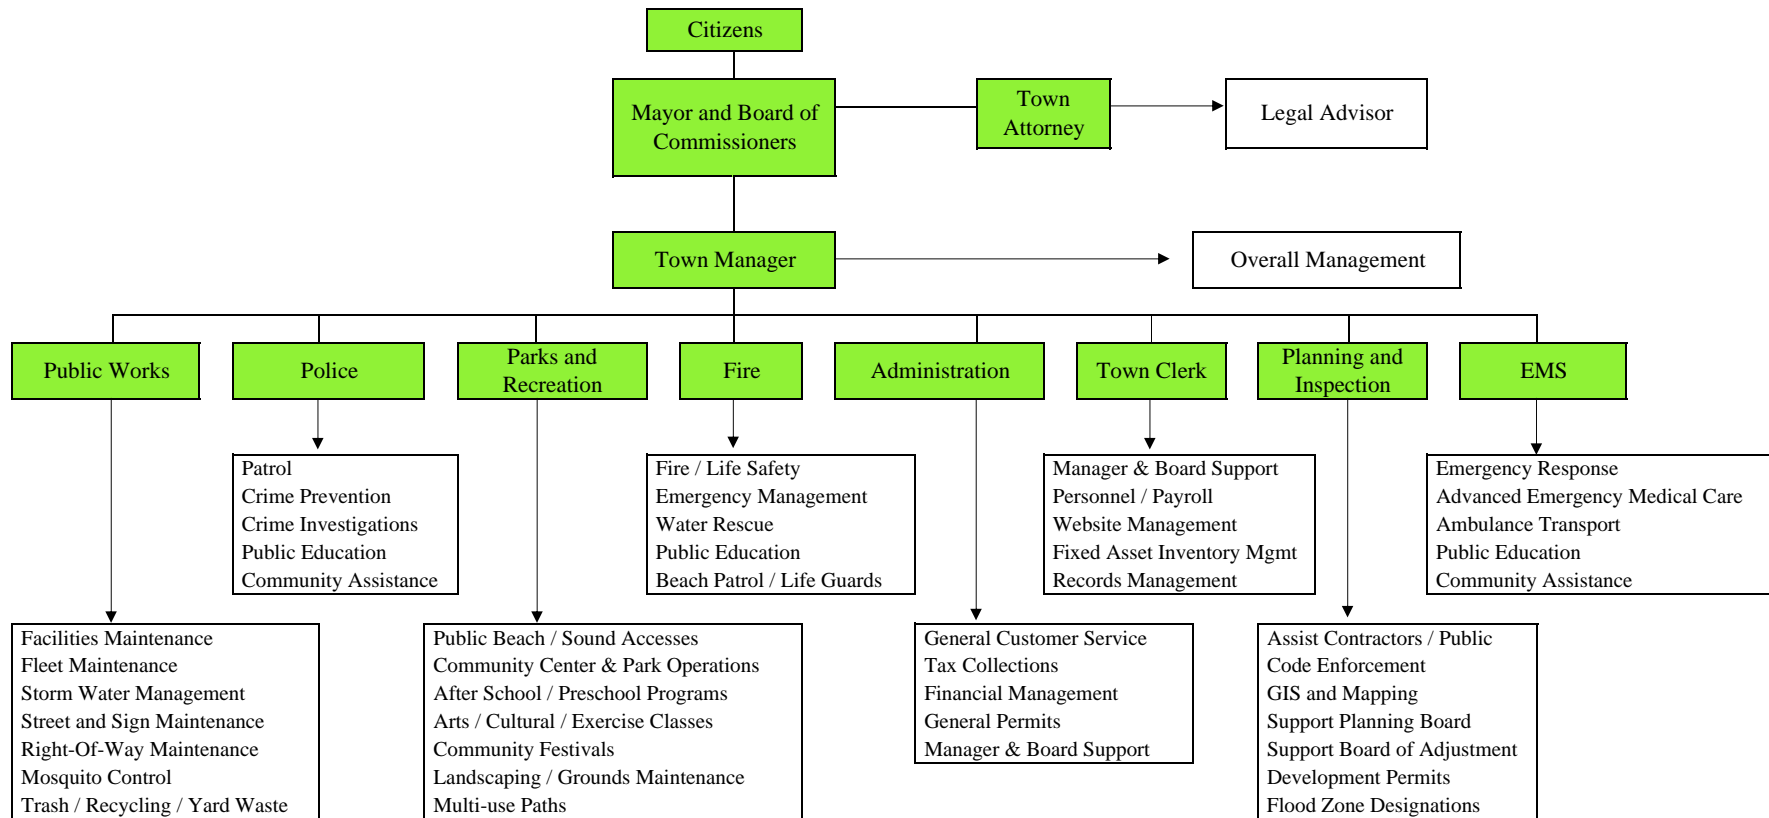 Citizens
Mayor and Board of
Commissioners
Town
Attorney
Legal Advisor
Town Manager
Overall Management
Public Works
Police
Parks and
Recreation
Fire
Administration
Town Clerk
Planning and
Inspection
EMS
Patrol
Crime Prevention
Crime Investigations
Public Education
Community Assistance
Fire / Life Safety
Emergency Management
Water Rescue
Public Education
Beach Patrol / Life Guards
Manager & Board Support
Personnel / Payroll
Website Management
Fixed Asset Inventory Mgmt
Records Management
Emergency Response
Advanced Emergency Medical Care
Ambulance Transport
Public Education
Community Assistance
Facilities Maintenance
Fleet Maintenance
Storm Water Management
Street and Sign Maintenance
Right-Of-Way Maintenance
Mosquito Control
Trash / Recycling / Yard Waste
Public Beach / Sound Accesses
Community Center & Park Operations
After School / Preschool Programs
Arts / Cultural / Exercise Classes
Community Festivals
Landscaping / Grounds Maintenance
Multi-use Paths
General Customer Service
Tax Collections
Financial Management
General Permits
Manager & Board Support
Assist Contractors / Public
Code Enforcement
GIS and Mapping
Support Planning Board
Support Board of Adjustment
Development Permits
Flood Zone Designations